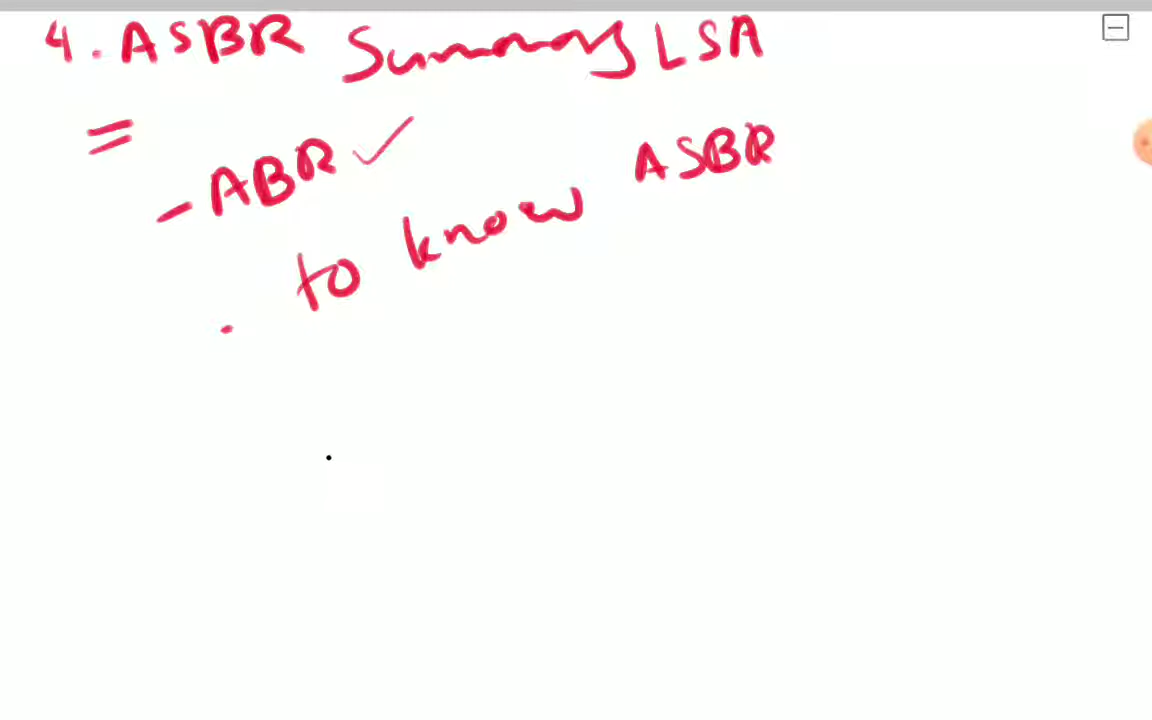 4. ASBR Summary LSA
=
- ABR ✓
. to know ASBR